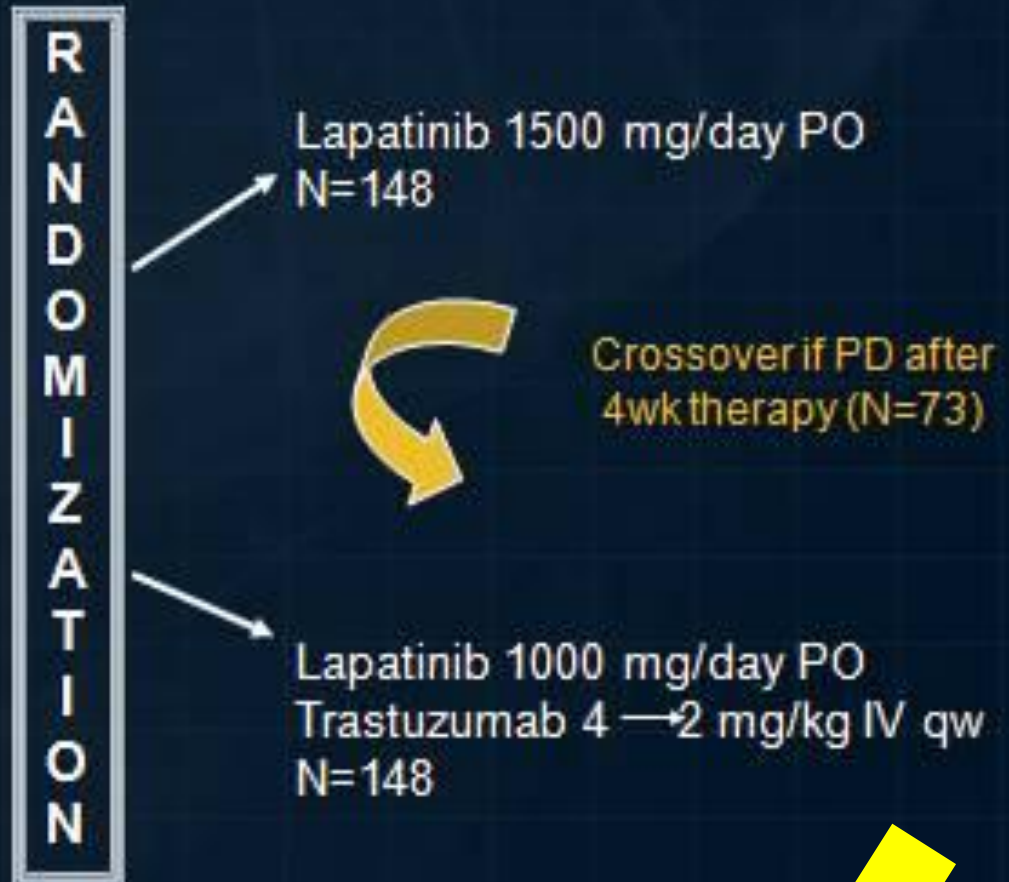 RANDOMIZATION
Lapatinib 1500 mg/day PO
N=148
Crossover if PD after
4wk therapy (N=73)
Lapatinib 1000 mg/day PO
Trastuzumab 4 →2 mg/kg IV qw
N=148